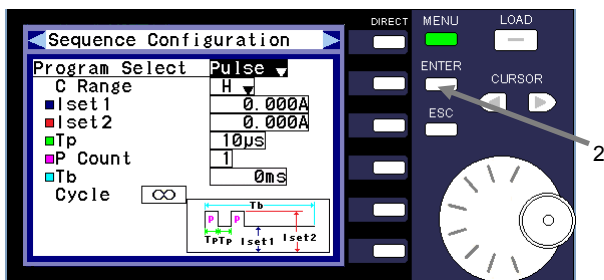 DIRECT MENU LOAD
Sequence Configuration
Program Select Pulse
C Range H
Iset1 0.000A
Iset2 0.000A
Tp 10µs
P Count 1
Tb 0ms
Cycle ∞
Tb
P P
TpTp Iset1 Iset2
ENTER
CURSOR
ESC
2